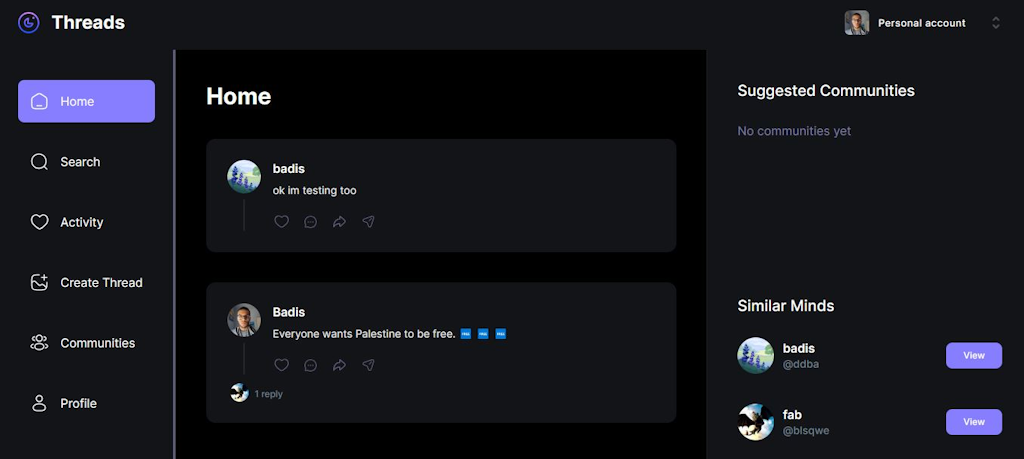 Threads
Personal account
Home
Search
Activity
Create Thread
Communities
Profile
Home
badis
ok im testing too
Badis
Everyone wants Palestine to be free. 🆓 🆓 🆓
1 reply
Suggested Communities
No communities yet
Similar Minds
badis
@ddba
View
fab
@blsqwe
View